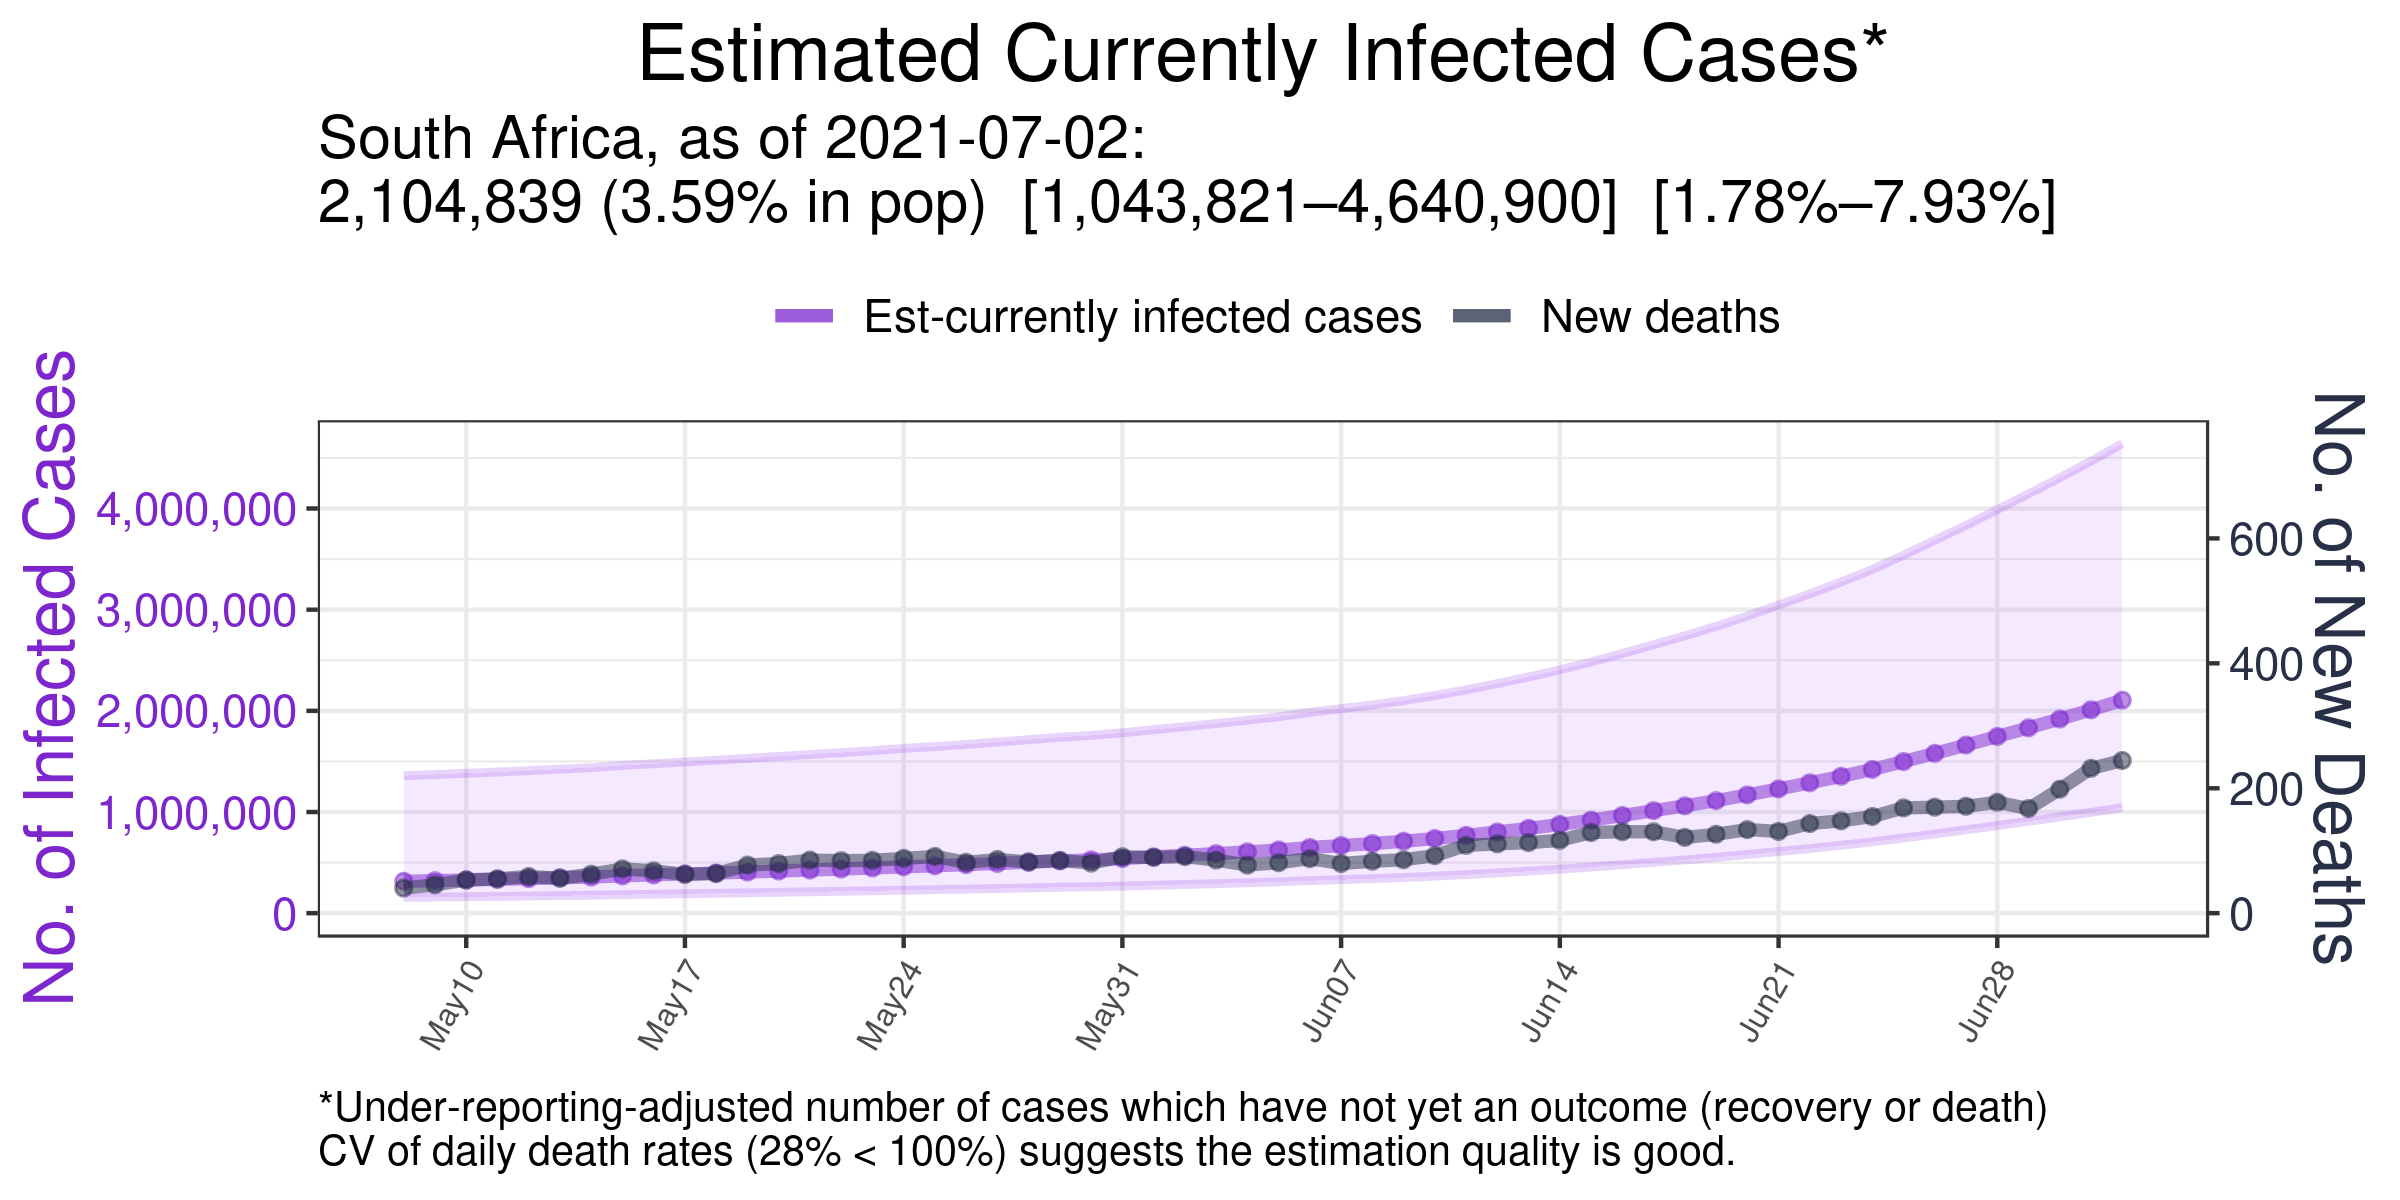 Estimated Currently Infected Cases*
South Africa, as of 2021-07-02:
2,104,839 (3.59% in pop) [1,043,821–4,640,900] [1.78%–7.93%]
Est-currently infected cases
New deaths
No. of Infected Cases
4,000,000
3,000,000
2,000,000
1,000,000
0
No. of New Deaths
600
400
200
0
May10
May17
May24
May31
Jun07
Jun14
Jun21
Jun28
*Under-reporting-adjusted number of cases which have not yet an outcome (recovery or death)
CV of daily death rates (28% < 100%) suggests the estimation quality is good.